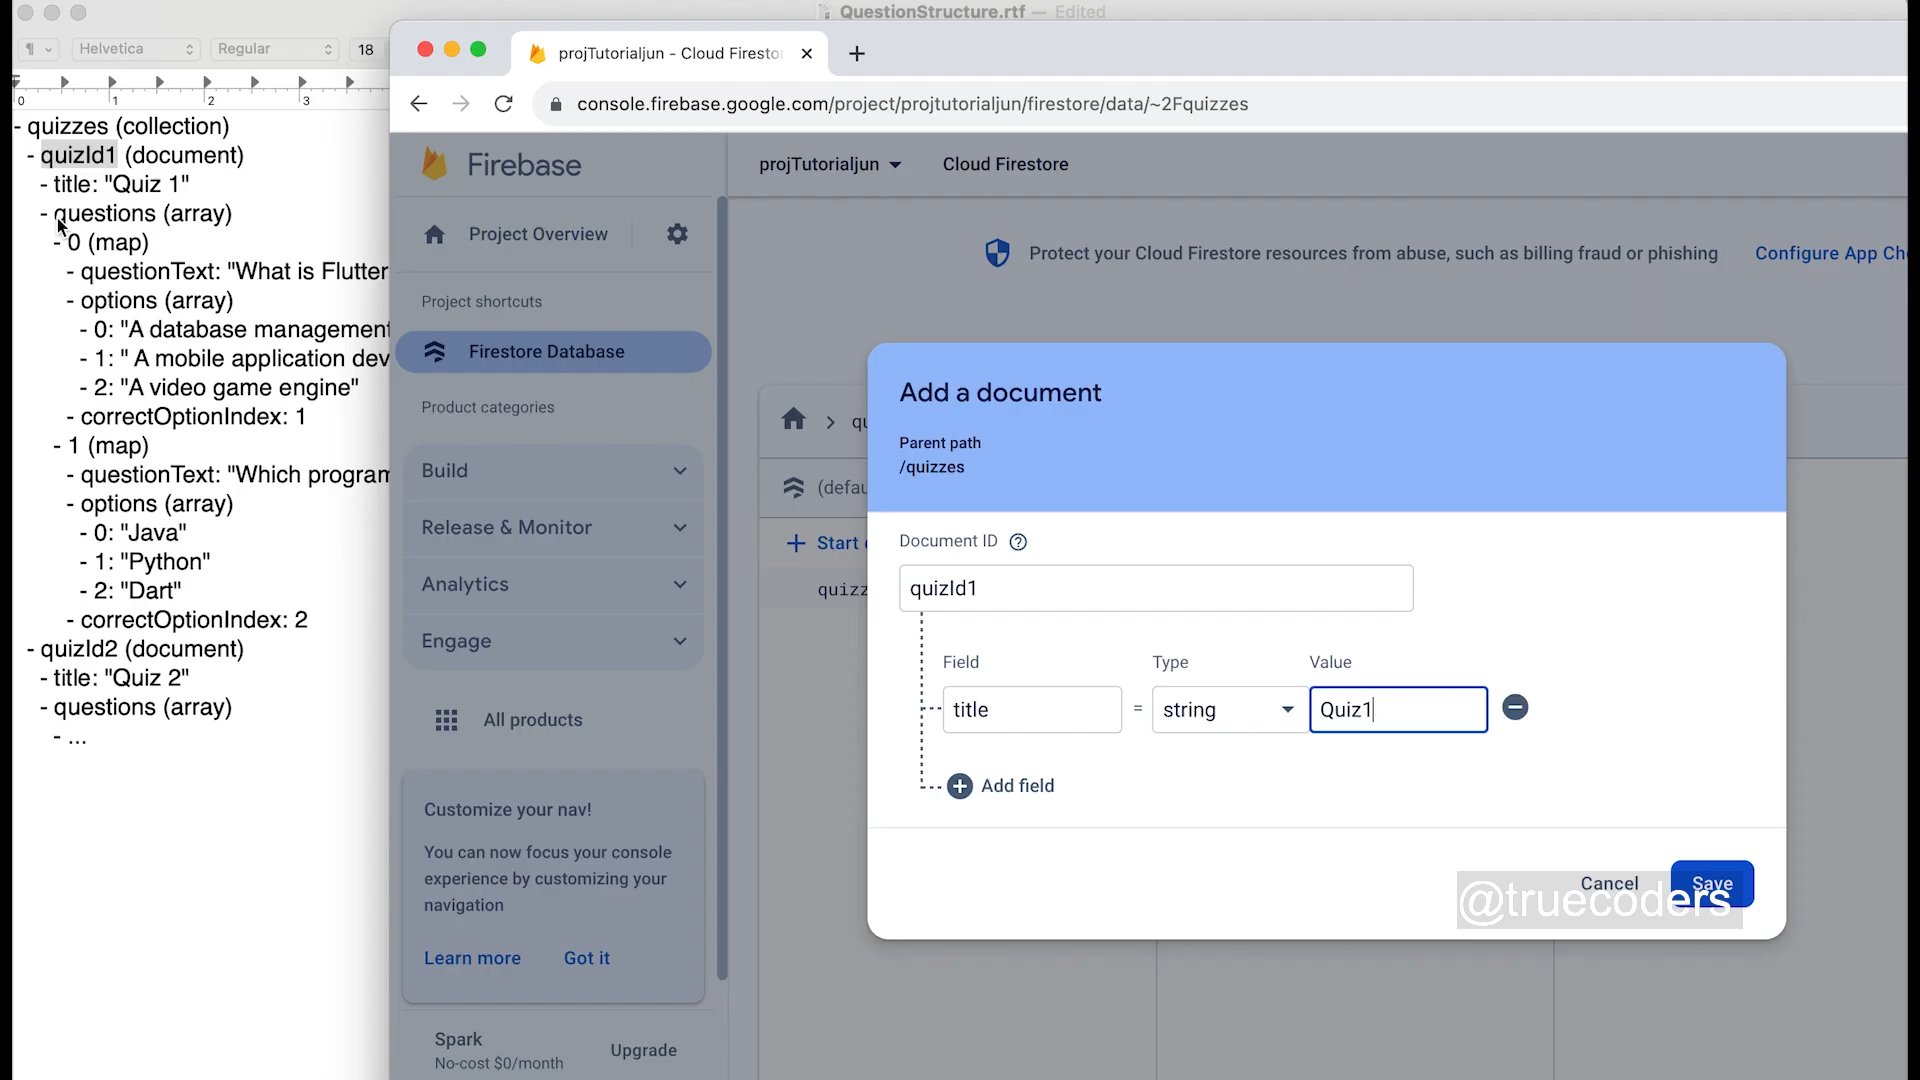 QuestionStructure.rtf — Edited
¶ Helvetica Regular 18
0 1 2 3
- quizzes (collection)
- quizId1 (document)
- title: "Quiz 1"
- questions (array)
- 0 (map)
- questionText: "What is Flutter
- options (array)
- 0: "A database management
- 1: " A mobile application dev
- 2: "A video game engine"
- correctOptionIndex: 1
- 1 (map)
- questionText: "Which program
- options (array)
- 0: "Java"
- 1: "Python"
- 2: "Dart"
- correctOptionIndex: 2
- quizId2 (document)
- title: "Quiz 2"
- questions (array)
- ...
projTutorialjun - Cloud Firestor
console.firebase.google.com/project/projtutorialjun/firestore/data/~2Fquizzes
Firebase
Project Overview
Project shortcuts
Firestore Database
Product categories
Build
Release & Monitor
Analytics
Engage
All products
Customize your nav!
You can now focus your console
experience by customizing your
navigation
Learn more Got it
Spark
No-cost $0/month
Upgrade
projTutorialjun Cloud Firestore
Protect your Cloud Firestore resources from abuse, such as billing fraud or phishing Configure App Che
qu
(defau
+ Start c
quizz
Add a document
Parent path
/quizzes
Document ID
quizId1
Field Type Value
title = string Quiz1
Add field
Cancel Save
@truecoders